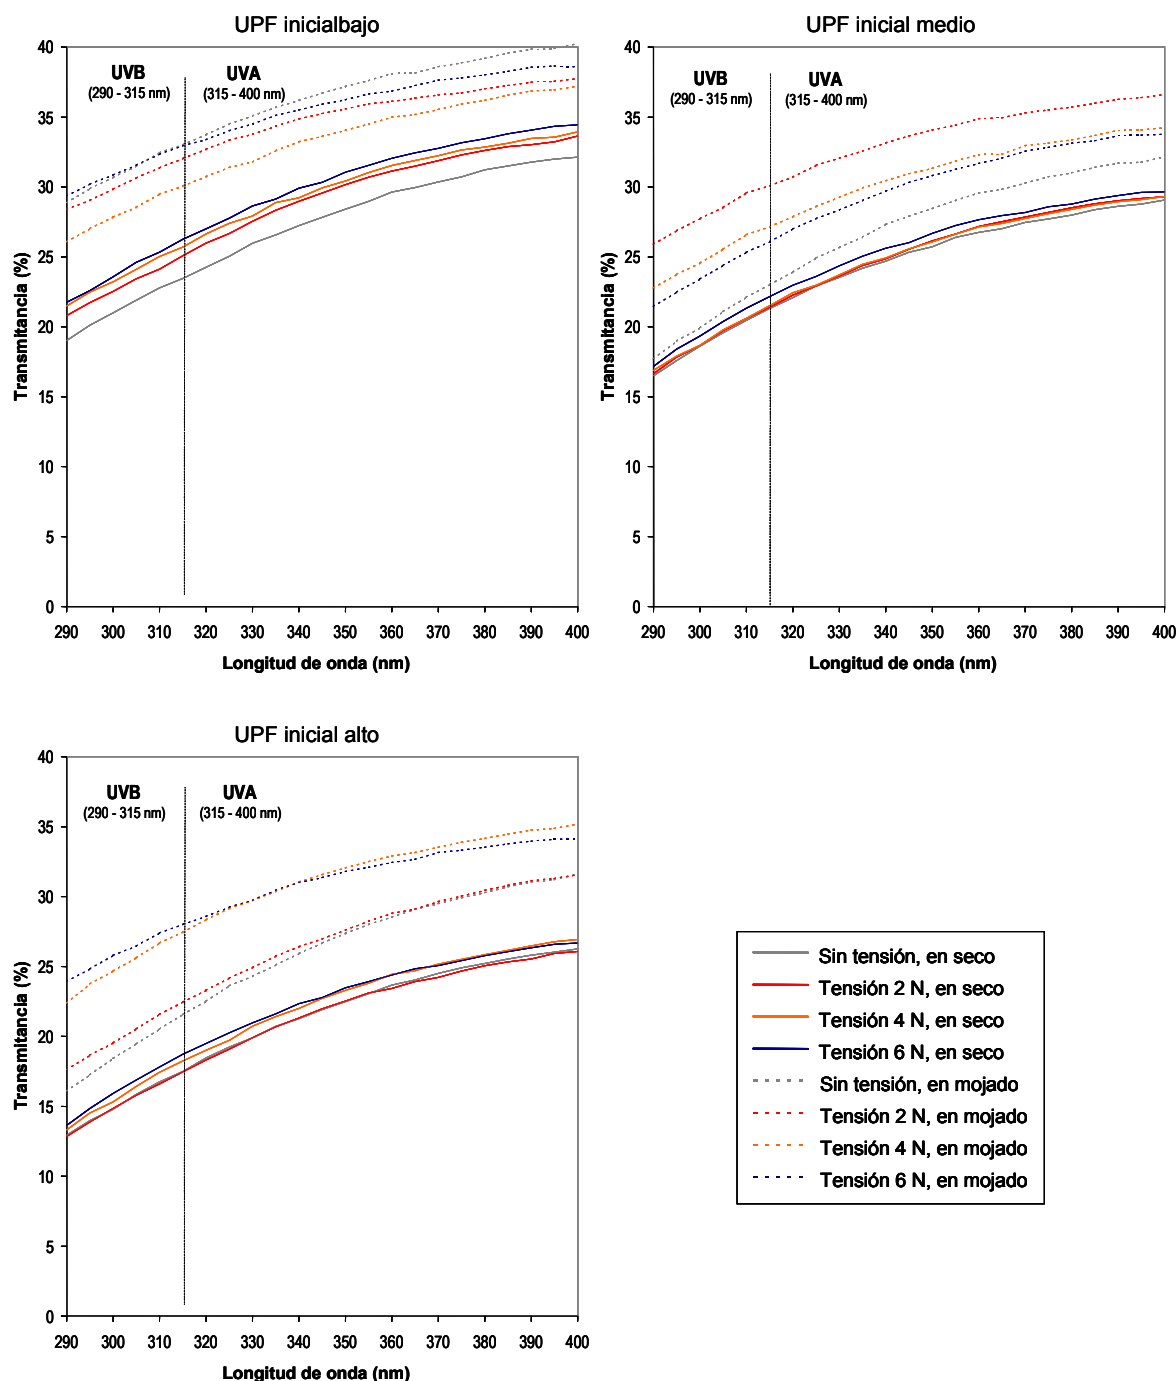 UPF inicialbajo
40
35
30
25
20
15
10
5
0
Transmitancia (%)
UVB
(290 - 315 nm)
UVA
(315 - 400 nm)
290 300 310 320 330 340 350 360 370 380 390 400
Longitud de onda (nm)
UPF inicial medio
40
35
30
25
20
15
10
5
0
Transmitancia (%)
UVB
(290 - 315 nm)
UVA
(315 - 400 nm)
290 300 310 320 330 340 350 360 370 380 390 400
Longitud de onda (nm)
UPF inicial alto
40
35
30
25
20
15
10
5
0
Transmitancia (%)
UVB
(290 - 315 nm)
UVA
(315 - 400 nm)
290 300 310 320 330 340 350 360 370 380 390 400
Longitud de onda (nm)
Sin tensión, en seco
Tensión 2 N, en seco
Tensión 4 N, en seco
Tensión 6 N, en seco
Sin tensión, en mojado
Tensión 2 N, en mojado
Tensión 4 N, en mojado
Tensión 6 N, en mojado